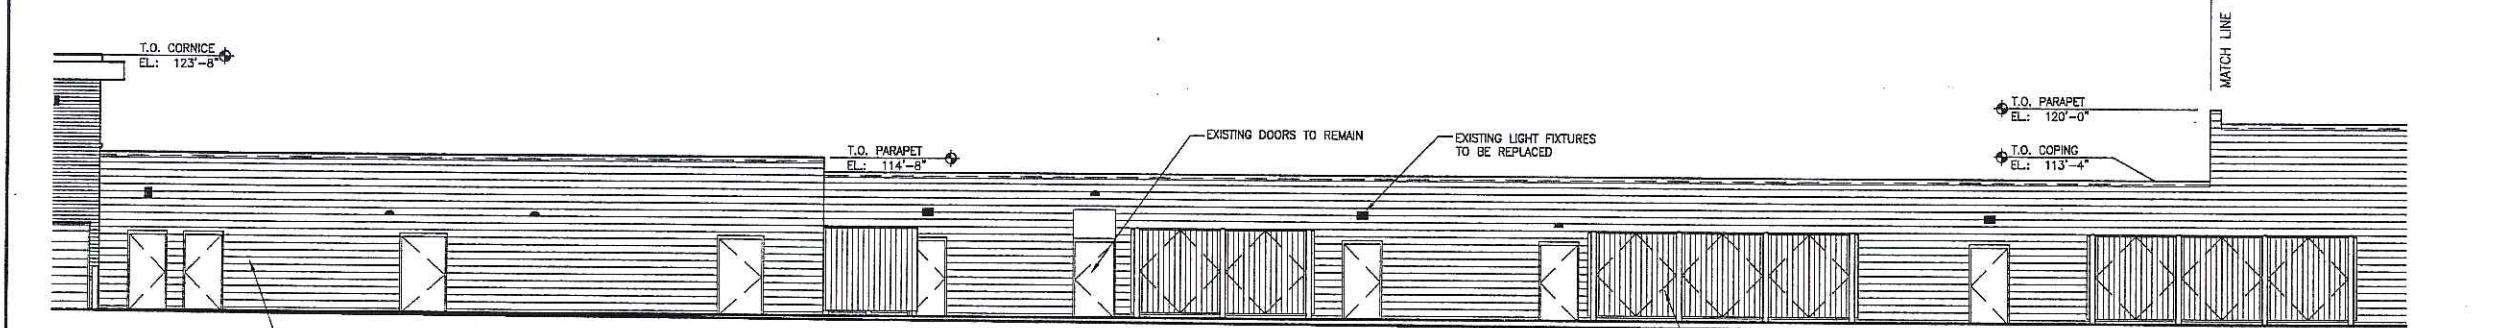 T.O. CORNICE
EL.: 123'-8"
T.O. PARAPET
EL.: 114'-8"
EXISTING DOORS TO REMAIN
EXISTING LIGHT FIXTURES
TO BE REPLACED
T.O. PARAPET
EL.: 120'-0"
T.O. COPING
EL.: 113'-4"
MATCH LINE